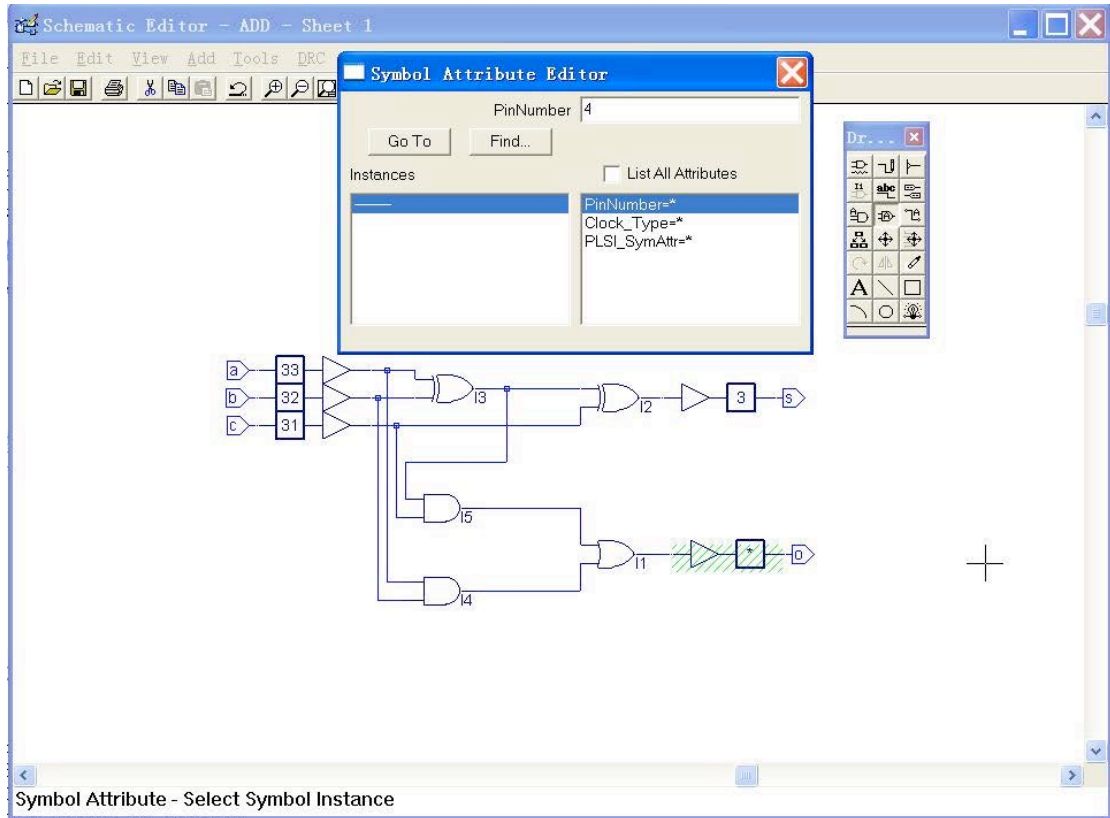 Schematic Editor - ADD - Sheet 1
File Edit View Add Tools DRC
Symbol Attribute Editor
PinNumber 4
Go To Find...
Instances
List All Attributes
PinNumber=*
Clock_Type=*
PLSI_SymAttr=*
Dr...
I1 abc
A
a 33
b 32
c 31
I3
I2
3 s
I5
I1
* o
I4
Symbol Attribute - Select Symbol Instance